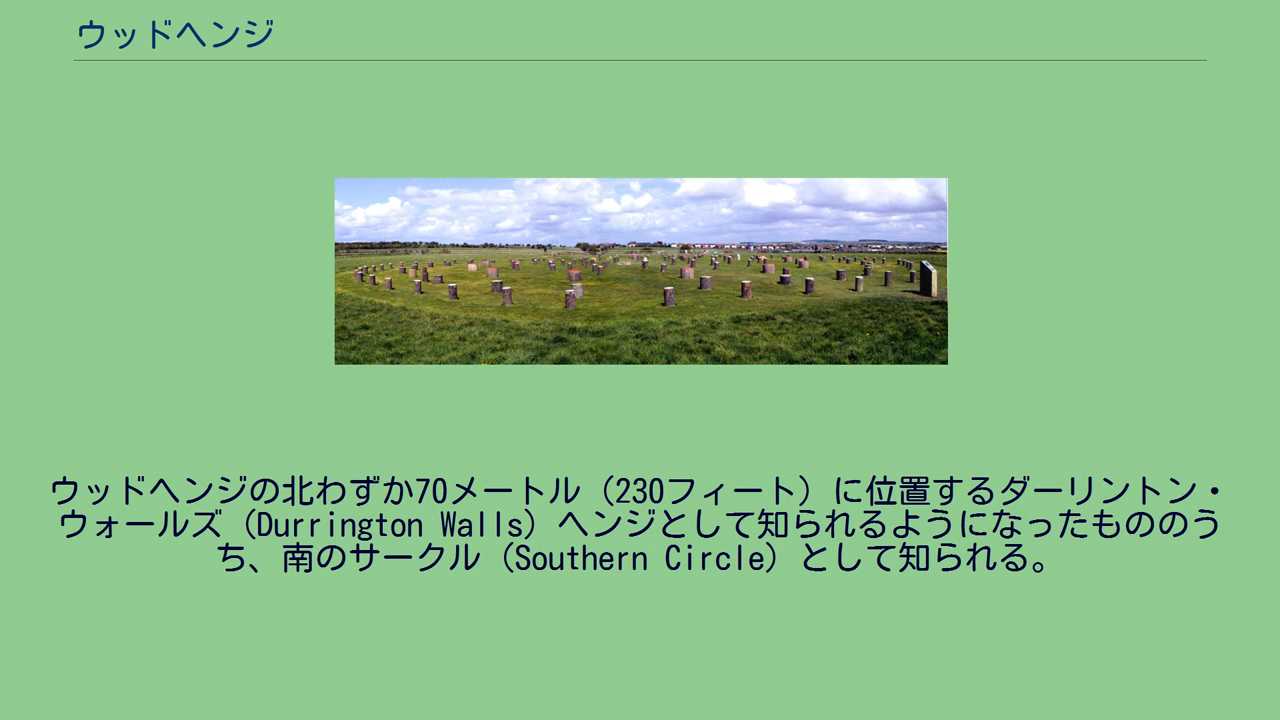 ウッドヘンジ
ウッドヘンジの北わずか70メートル（230フィート）に位置するダーリントン・
ウォールズ（Durrington Walls）ヘンジとして知られるようになったもののう
ち、南のサークル（Southern Circle）として知られる。